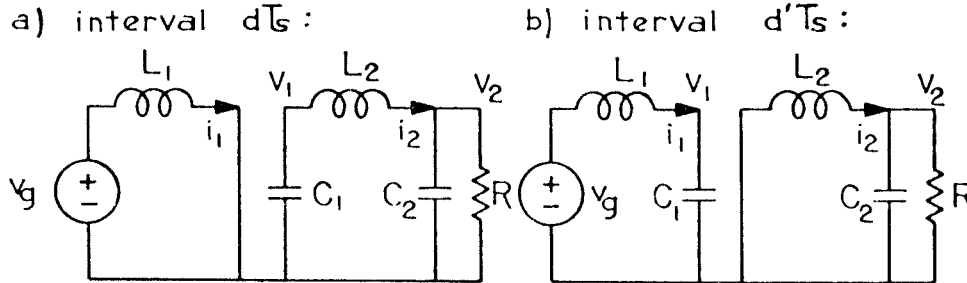 a) interval dTs:
b) interval d'Ts:
L1
V1
L2
V2
i1
i2
vg
+
-
C1
C2
R
L1
V1
L2
V2
i1
i2
+
-
vg
C1
C2
R